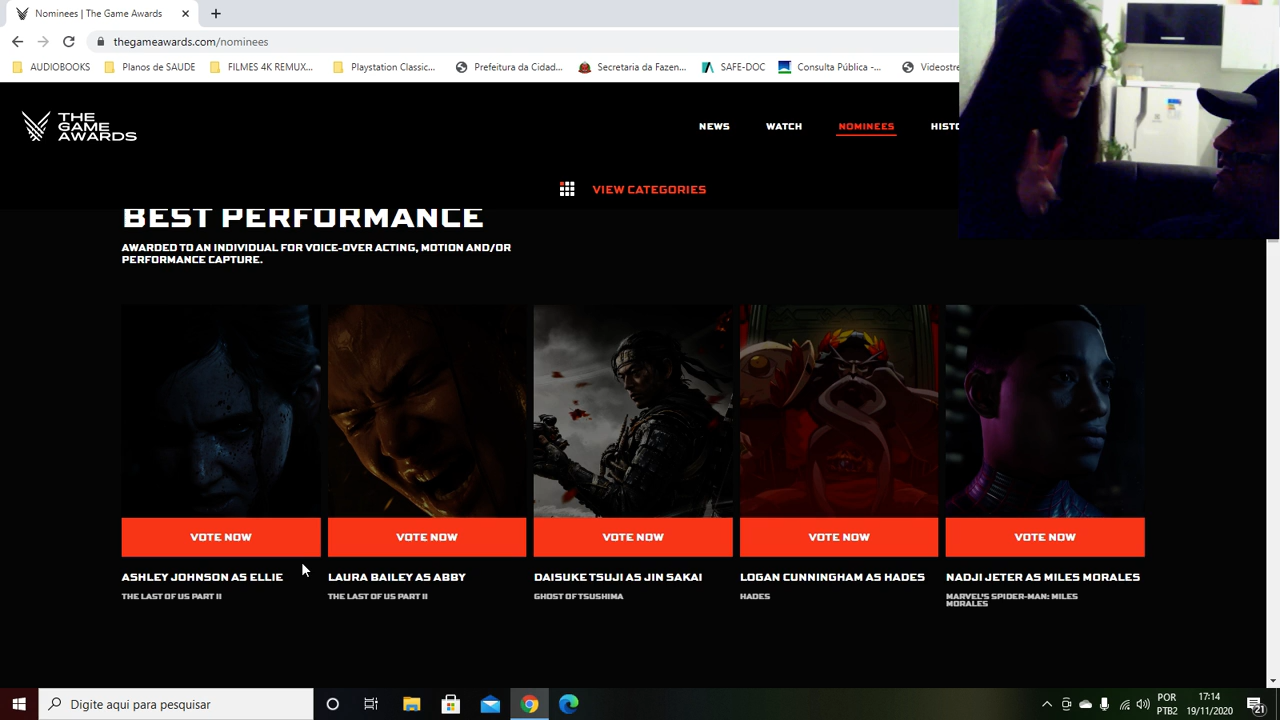 Nominees | The Game Awards
thegameawards.com/nominees
AUDIOBOOKS Planos de SAUDE FILMES 4K REMUX... Playstation Classic... Prefeitura da Cidad... Secretaria da Fazen... SAFE-DOC Consulta Pública -... Videostre
THE
GAME
AWARDS
NEWS WATCH NOMINEES HISTO
VIEW CATEGORIES
BEST PERFORMANCE
AWARDED TO AN INDIVIDUAL FOR VOICE-OVER ACTING, MOTION AND/OR
PERFORMANCE CAPTURE.
VOTE NOW VOTE NOW VOTE NOW VOTE NOW VOTE NOW
ASHLEY JOHNSON AS ELLIE LAURA BAILEY AS ABBY DAISUKE TSUJI AS JIN SAKAI LOGAN CUNNINGHAM AS HADES NADJI JETER AS MILES MORALES
THE LAST OF US PART II THE LAST OF US PART II GHOST OF TSUSHIMA HADES MARVEL'S SPIDER-MAN: MILES
MORALES
Digite aqui para pesquisar
POR 17:14
PTB2 19/11/2020 21